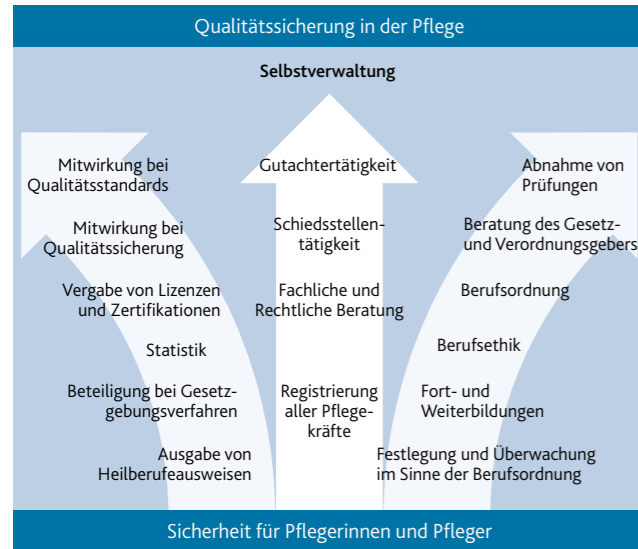 Qualitätssicherung in der Pflege
Selbstverwaltung
Mitwirkung bei
Qualitätsstandards
Mitwirkung bei
Qualitätssicherung
Vergabe von Lizenzen
und Zertifikationen
Statistik
Beteiligung bei Gesetz-
gebungsverfahren
Ausgabe von
Heilberufeausweisen
Gutachtertätigkeit
Schiedsstellen-
tätigkeit
Fachliche und
Rechtliche Beratung
Registrierung
aller Pflege-
kräfte
Abnahme von
Prüfungen
Beratung des Gesetz-
und Verordnungsgebers
Berufsordnung
Berufsethik
Fort- und
Weiterbildungen
Festlegung und Überwachung
im Sinne der Berufsordnung
Sicherheit für Pflegerinnen und Pfleger